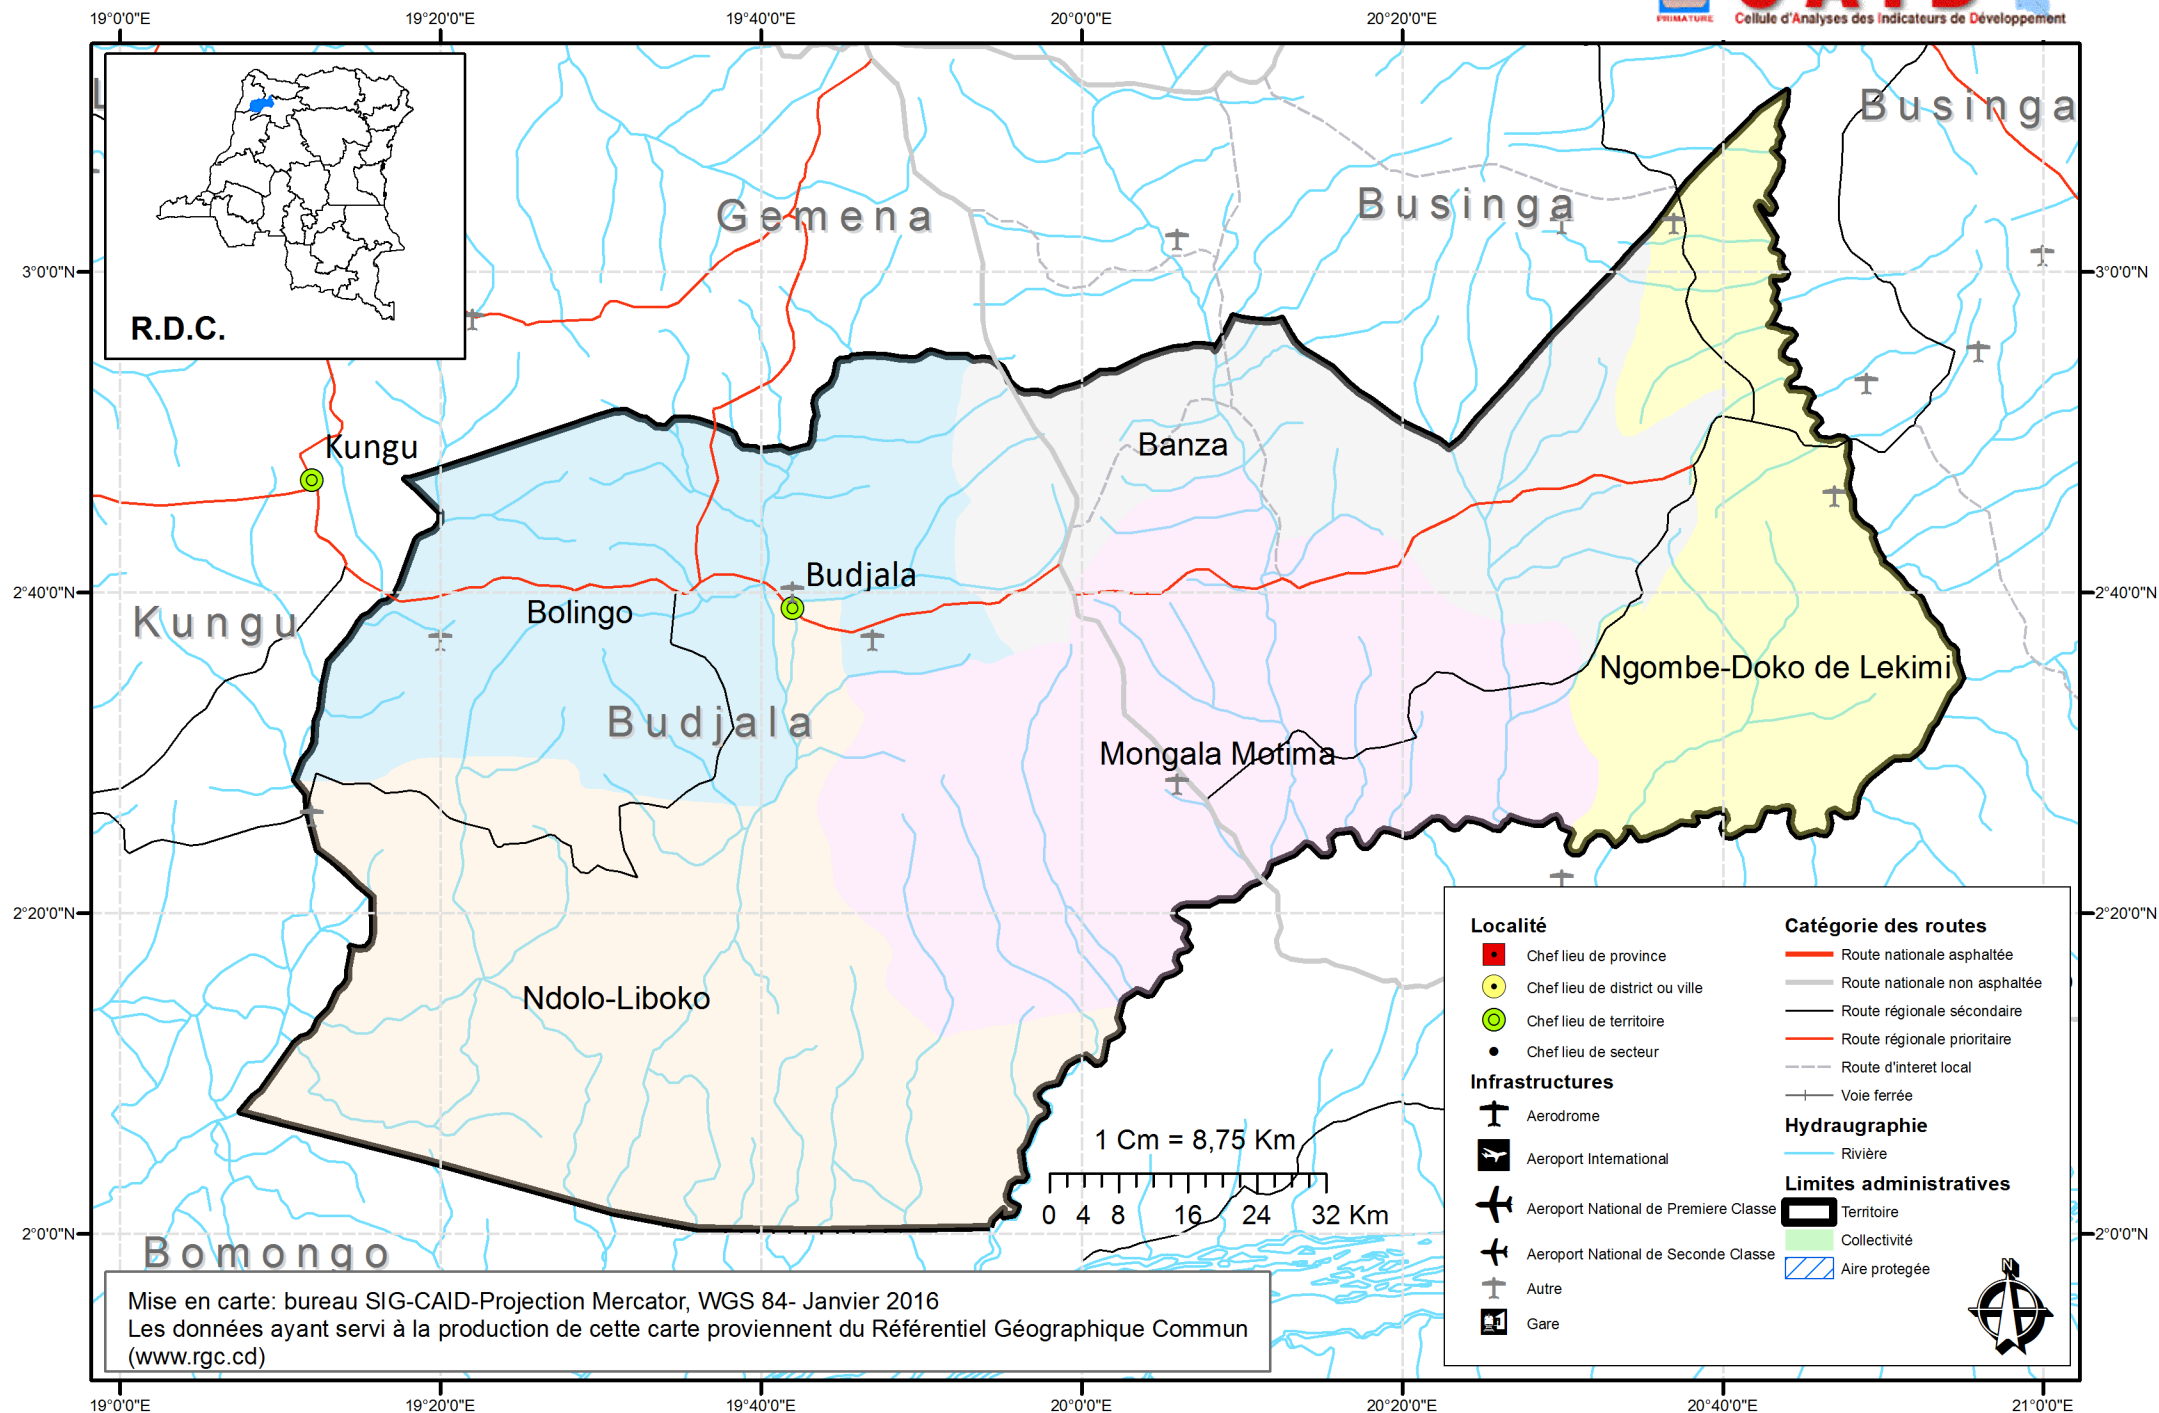 PRIMATURE
Cellule d'Analyses des Indicateurs de Développement
19°0'0"E
19°20'0"E
19°40'0"E
20°0'0"E
20°20'0"E
R.D.C.
Businga
Businga
Gemena
3°0'0"N
3°0'0"N
Kungu
Banza
Budjala
2°40'0"N
2°40'0"N
Bolingo
Kungu
Ngombe-Doko de Lekimi
Budjala
Mongala Motima
2°20'0"N
2°20'0"N
Ndolo-Liboko
Localité
Chef lieu de province
Chef lieu de district ou ville
Chef lieu de territoire
Chef lieu de secteur
Infrastructures
Aerodrome
Aeroport International
Aeroport National de Premiere Classe
Aeroport National de Seconde Classe
Autre
Gare
Catégorie des routes
Route nationale asphaltée
Route nationale non asphaltée
Route régionale sécondaire
Route régionale prioritaire
Route d'interet local
Voie ferrée
Hydraugraphie
Rivière
Limites administratives
Territoire
Collectivité
Aire protegée
N
1 Cm = 8,75 Km
0 4 8 16 24 32 Km
2°0'0"N
2°0'0"N
Bomongo
Mise en carte: bureau SIG-CAID-Projection Mercator, WGS 84- Janvier 2016
Les données ayant servi à la production de cette carte proviennent du Référentiel Géographique Commun
(www.rgc.cd)
19°0'0"E
19°20'0"E
19°40'0"E
20°0'0"E
20°20'0"E
20°40'0"E
21°0'0"E